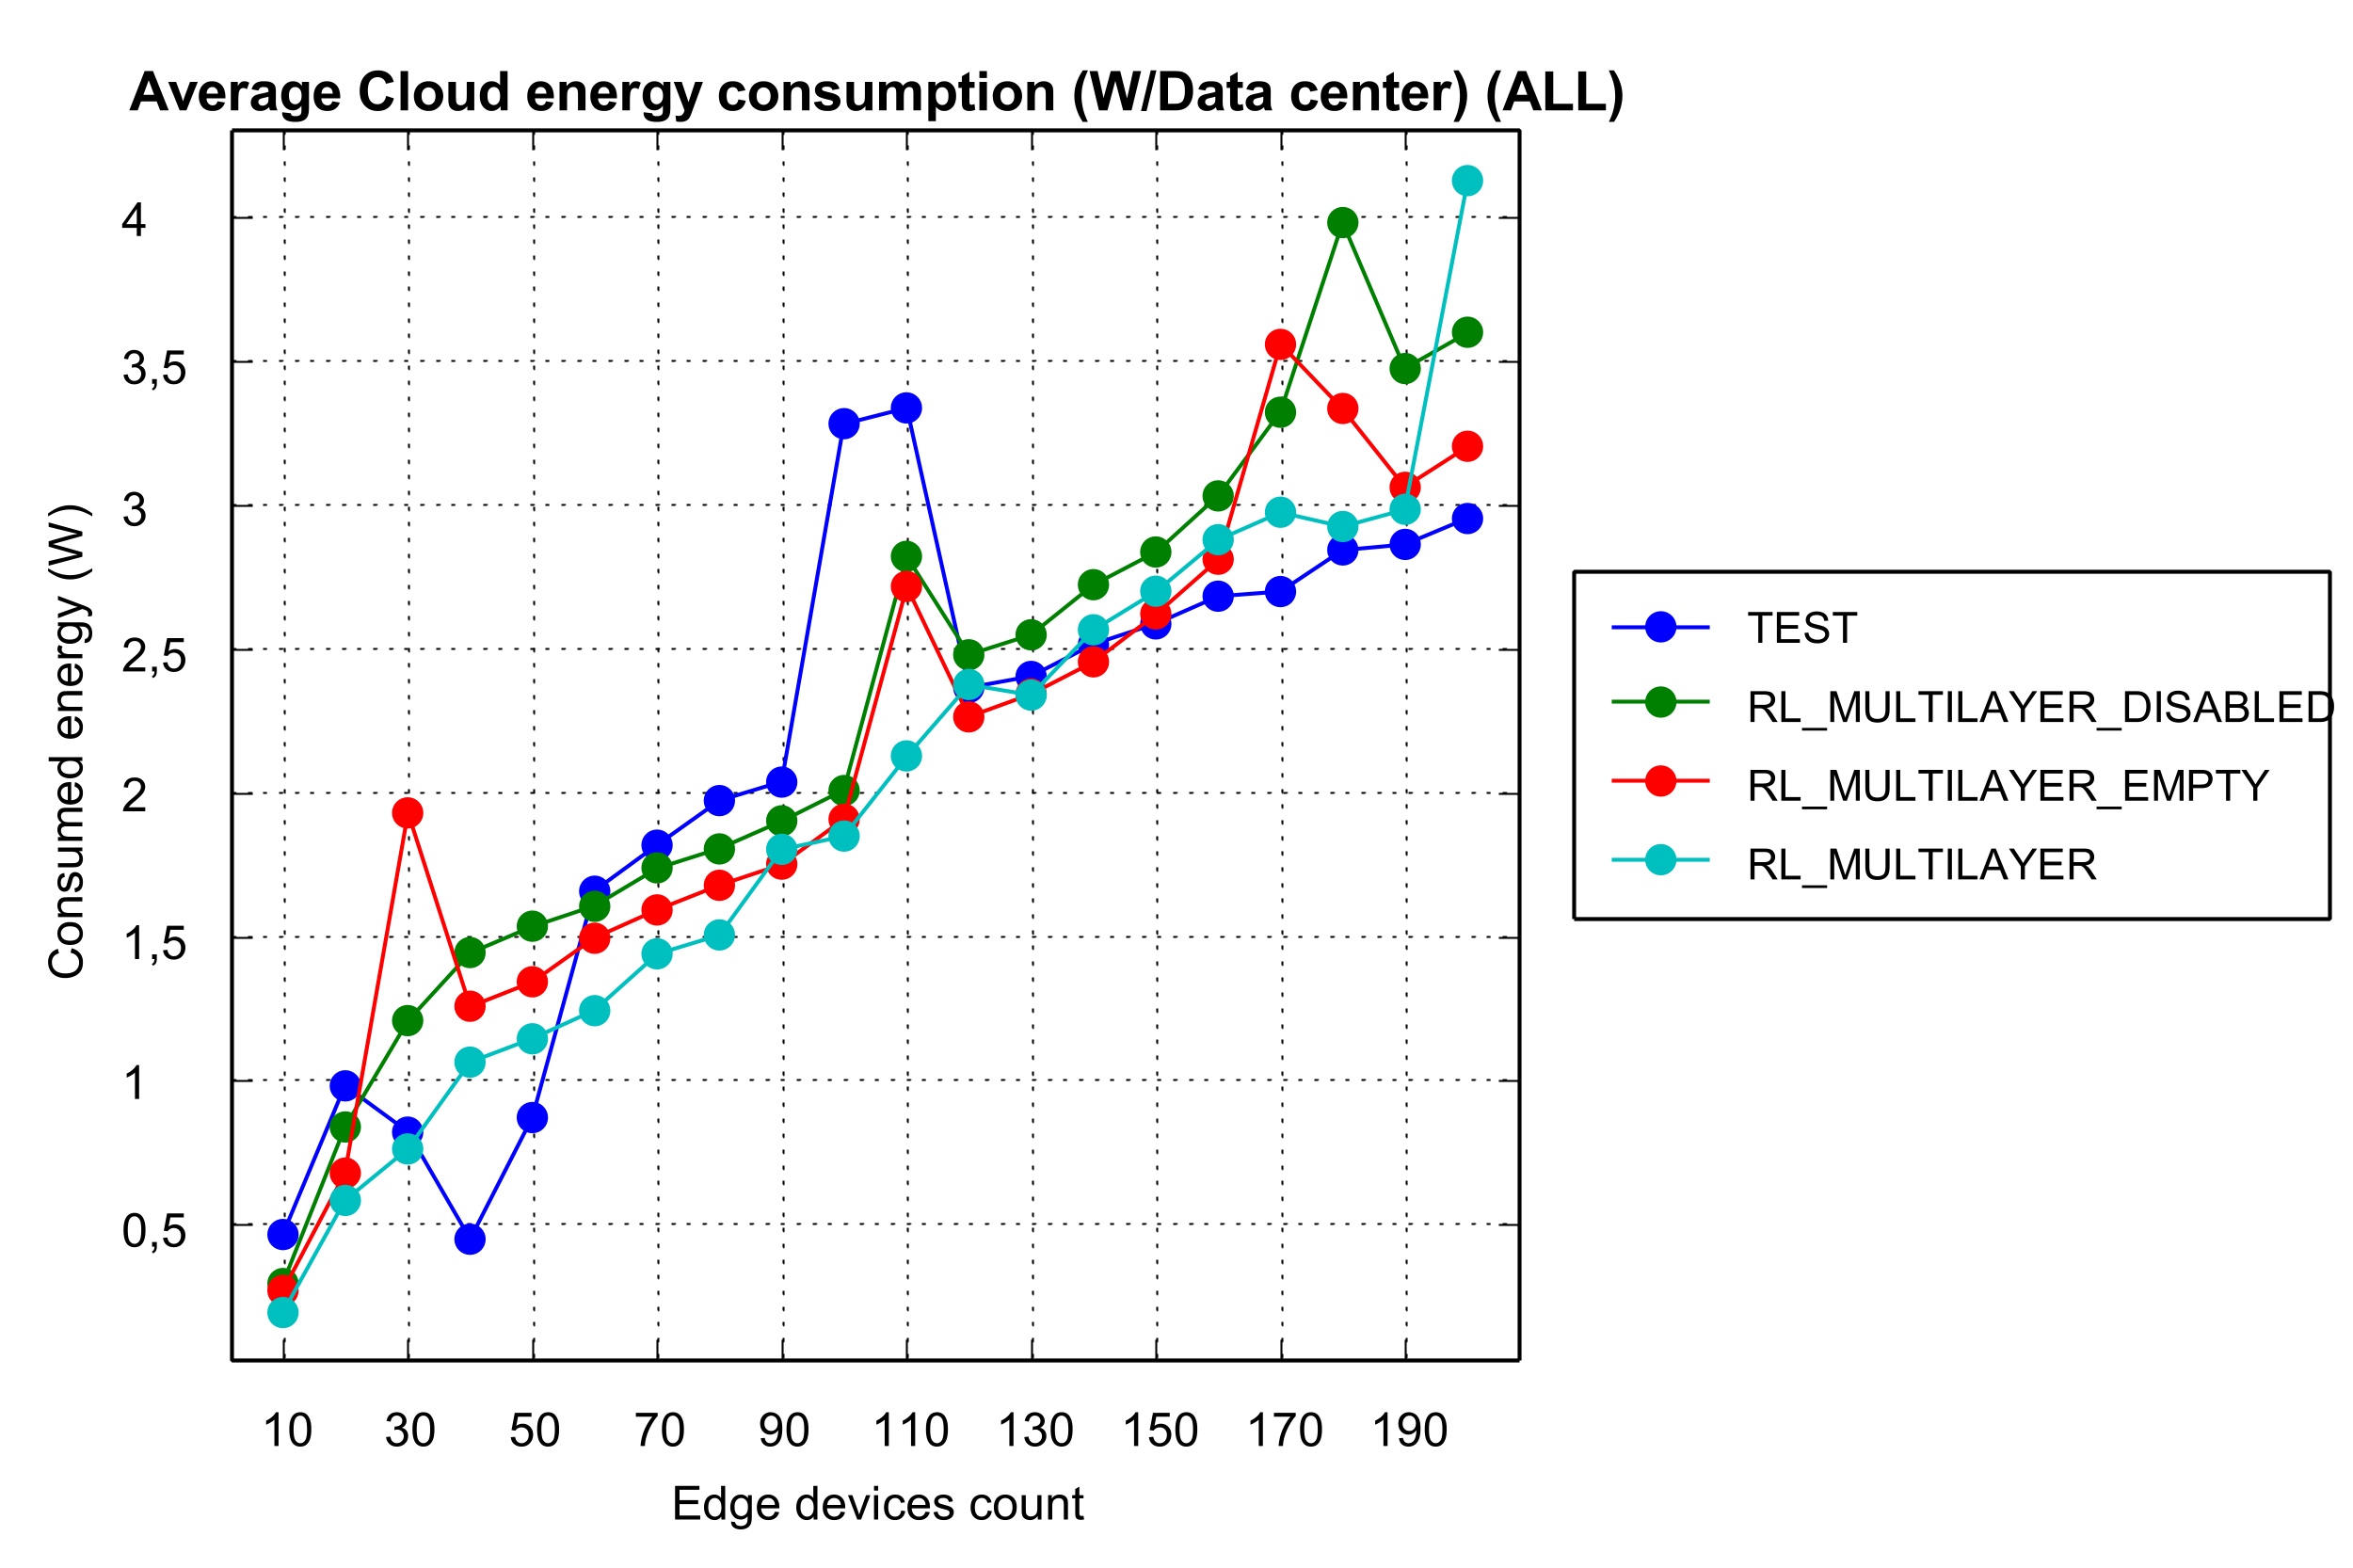 Average Cloud energy consumption (W/Data center) (ALL)
Consumed energy (W)
4
3,5
3
2,5
2
1,5
1
0,5
10 30 50 70 90 110 130 150 170 190
Edge devices count
TEST
RL_MULTILAYER_DISABLED
RL_MULTILAYER_EMPTY
RL_MULTILAYER